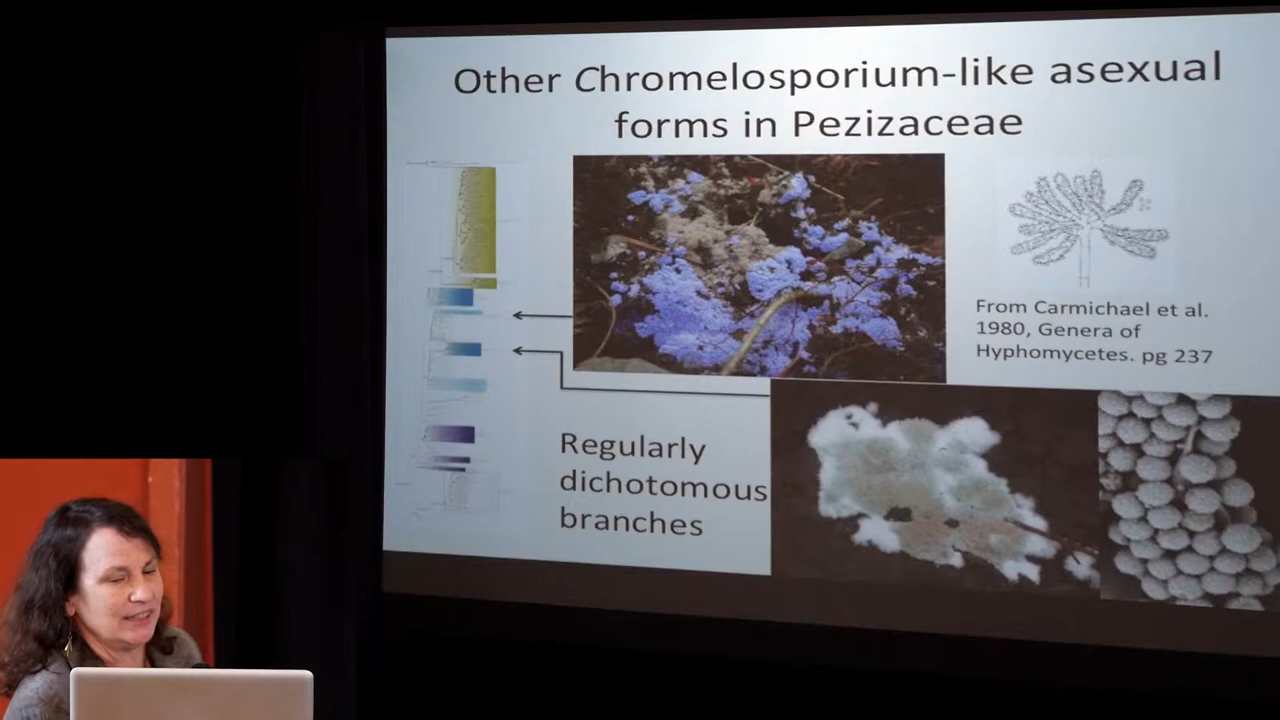 Other Chromelosporium-like asexual
forms in Pezizaceae
From Carmichael et al.
1980, Genera of
Hyphomycetes. pg 237
Regularly
dichotomous
branches